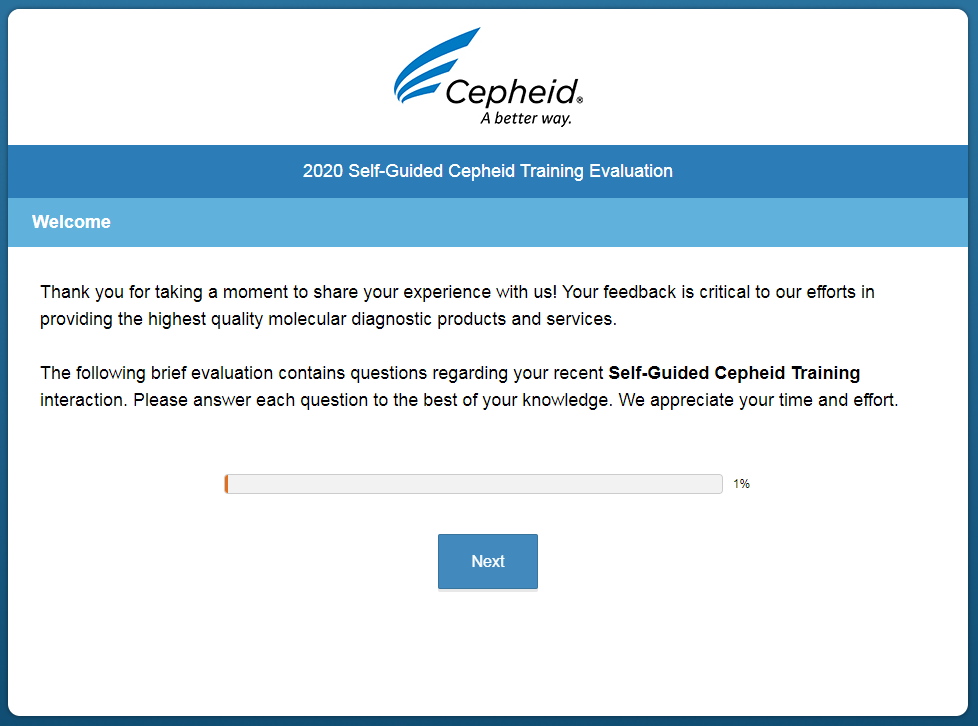 Cepheid®
A better way.
2020 Self-Guided Cepheid Training Evaluation
Welcome
Thank you for taking a moment to share your experience with us! Your feedback is critical to our efforts in
providing the highest quality molecular diagnostic products and services.
The following brief evaluation contains questions regarding your recent Self-Guided Cepheid Training
interaction. Please answer each question to the best of your knowledge. We appreciate your time and effort.
1%
Next